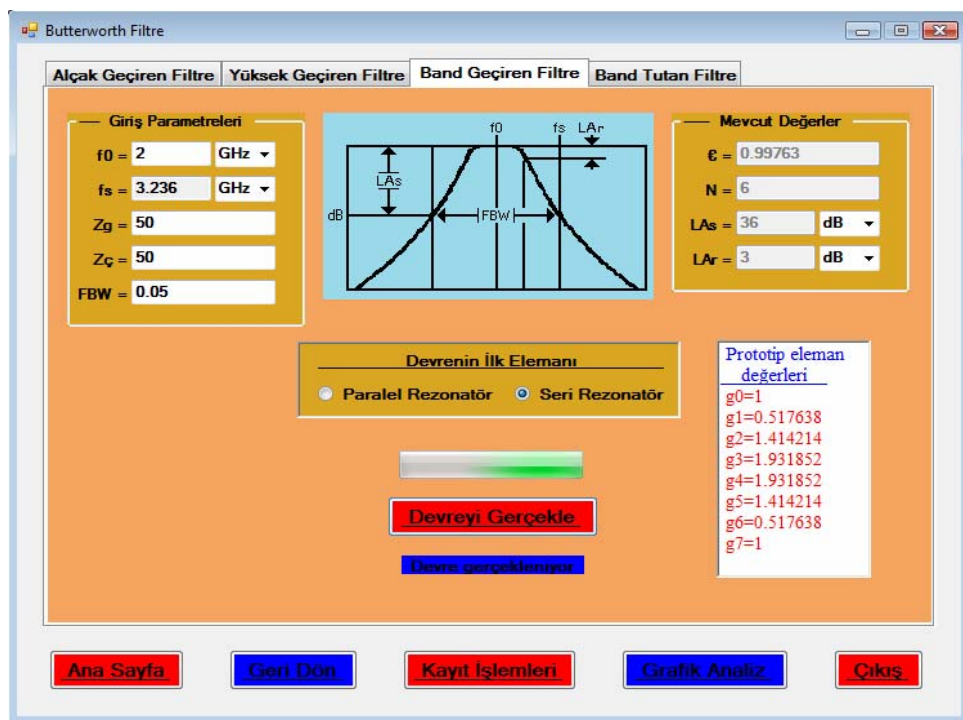 Butterworth Filtre
Alçak Geçiren Filtre Yüksek Geçiren Filtre Band Geçiren Filtre Band Tutan Filtre
Giriş Parametreleri
f0 = 2 GHz
fs = 3.236 GHz
Zg = 50
Zç = 50
FBW = 0.05
f0 fs LAr
LAs
dB FBW
Mevcut Değerler
€ = 0.99763
N = 6
LAs = 36 dB
LAr = 3 dB
Devrenin İlk Elemanı
Paralel Rezonatör Seri Rezonatör
Prototip eleman
değerleri
g0=1
g1=0.517638
g2=1.414214
g3=1.931852
g4=1.931852
g5=1.414214
g6=0.517638
g7=1
Devreyi Gerçekle
Devre gerçekleniyor
Ana Sayfa Geri Dön Kayıt İşlemleri Grafik Analiz Çıkış